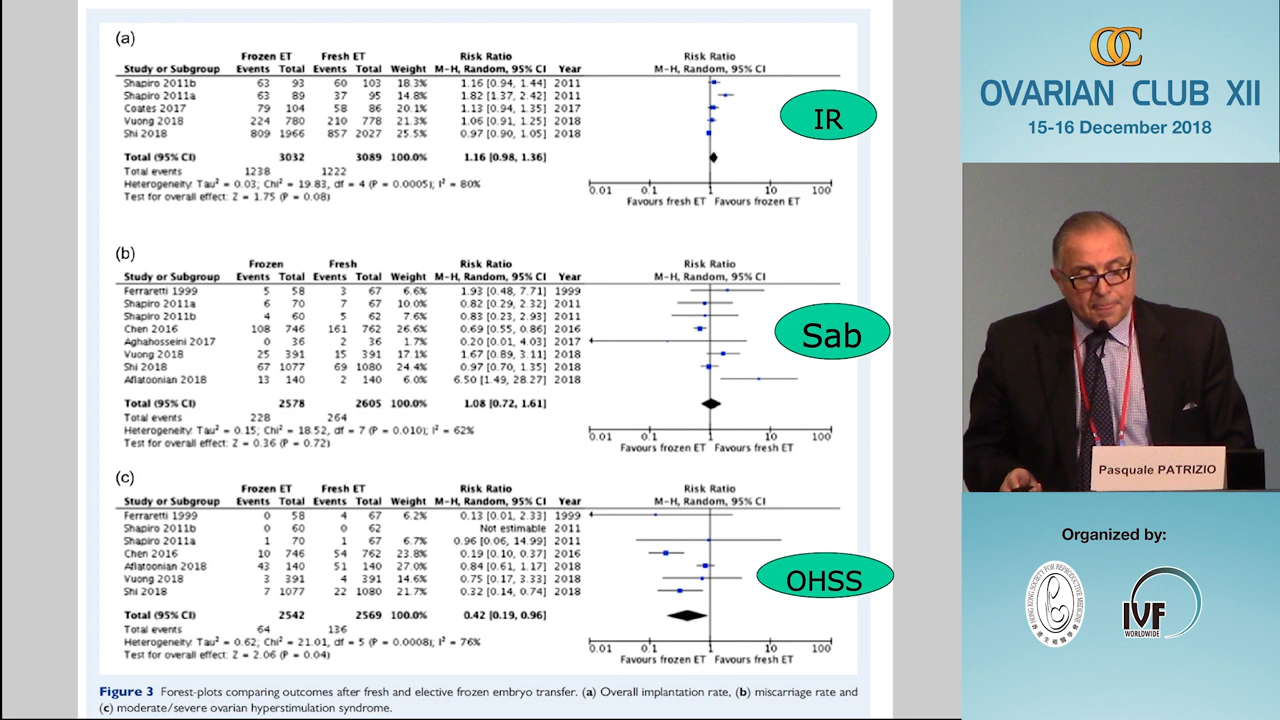 (a)
Frozen ET Fresh ET Risk Ratio Risk Ratio
Study or Subgroup Events Total Events Total Weight M-H, Random, 95% CI Year M-H, Random, 95% CI
Shapiro 2011b 63 93 60 103 18.3% 1.16 [0.94, 1.44] 2011
Shapiro 2011a 63 89 37 95 14.8% 1.82 [1.37, 2.42] 2011
Coates 2017 79 104 58 86 20.1% 1.13 [0.94, 1.35] 2017
Vuong 2018 224 780 210 778 21.3% 1.06 [0.91, 1.25] 2018
Shi 2018 809 1966 857 2027 25.5% 0.97 [0.90, 1.05] 2018
Total (95% CI) 3032 3089 100.0% 1.16 [0.98, 1.36]
Total events 1238 1222
Heterogeneity: Tau² = 0.03; Chi² = 19.83, df = 4 (P = 0.0005); I² = 80%
Test for overall effect: Z = 1.75 (P = 0.08)
0.01 0.1 1 10 100
Favours fresh ET Favours frozen ET
IR
(b)
Frozen Fresh Risk Ratio Risk Ratio
Study or Subgroup Events Total Events Total Weight M-H, Random, 95% CI Year M-H, Random, 95% CI
Ferraretti 1999 5 58 3 67 6.6% 1.93 [0.48, 7.71] 1999
Shapiro 2011a 6 70 7 67 10.0% 0.82 [0.29, 2.32] 2011
Shapiro 2011b 4 60 5 62 7.6% 0.83 [0.23, 2.93] 2011
Chen 2016 108 746 161 762 26.6% 0.69 [0.55, 0.86] 2016
Aghahosseini 2017 0 36 2 36 1.7% 0.20 [0.01, 4.03] 2017
Vuong 2018 25 391 15 391 17.1% 1.67 [0.89, 3.11] 2018
Shi 2018 67 1077 69 1080 24.4% 0.97 [0.70, 1.35] 2018
Aflatoonian 2018 13 140 2 140 6.0% 6.50 [1.49, 28.27] 2018
Total (95% CI) 2578 2605 100.0% 1.08 [0.72, 1.61]
Total events 228 264
Heterogeneity: Tau² = 0.15; Chi² = 18.52, df = 7 (P = 0.010); I² = 62%
Test for overall effect: Z = 0.36 (P = 0.72)
0.01 0.1 1 10 100
Favours frozen ET Favours fresh ET
Sab
(c)
Frozen ET Fresh ET Risk Ratio Risk Ratio
Study or Subgroup Events Total Events Total Weight M-H, Random, 95% CI Year M-H, Random, 95% CI
Ferraretti 1999 0 58 4 67 6.2% 0.13 [0.01, 2.33] 1999
Shapiro 2011b 0 60 0 62 Not estimable 2011
Shapiro 2011a 1 70 1 67 6.7% 0.96 [0.06, 14.99] 2011
Chen 2016 10 746 54 762 23.8% 0.19 [0.10, 0.37] 2016
Aflatoonian 2018 43 140 51 140 27.0% 0.84 [0.61, 1.17] 2018
Vuong 2018 3 391 4 391 14.6% 0.75 [0.17, 3.33] 2018
Shi 2018 7 1077 22 1080 21.7% 0.32 [0.14, 0.74] 2018
Total (95% CI) 2542 2569 100.0% 0.42 [0.19, 0.96]
Total events 64 136
Heterogeneity: Tau² = 0.62; Chi² = 21.01, df = 5 (P = 0.0008); I² = 76%
Test for overall effect: Z = 2.06 (P = 0.04)
0.01 0.1 1 10 100
Favours frozen ET Favours fresh ET
OHSS
Figure 3 Forest-plots comparing outcomes after fresh and elective frozen embryo transfer. (a) Overall implantation rate, (b) miscarriage rate and
(c) moderate/severe ovarian hyperstimulation syndrome.
OC
OVARIAN CLUB XII
15-16 December 2018
Pasquale PATRIZIO
Organized by:
HONG KONG SOCIETY FOR REPRODUCTIVE MEDICINE
IVF
WORLDWIDE